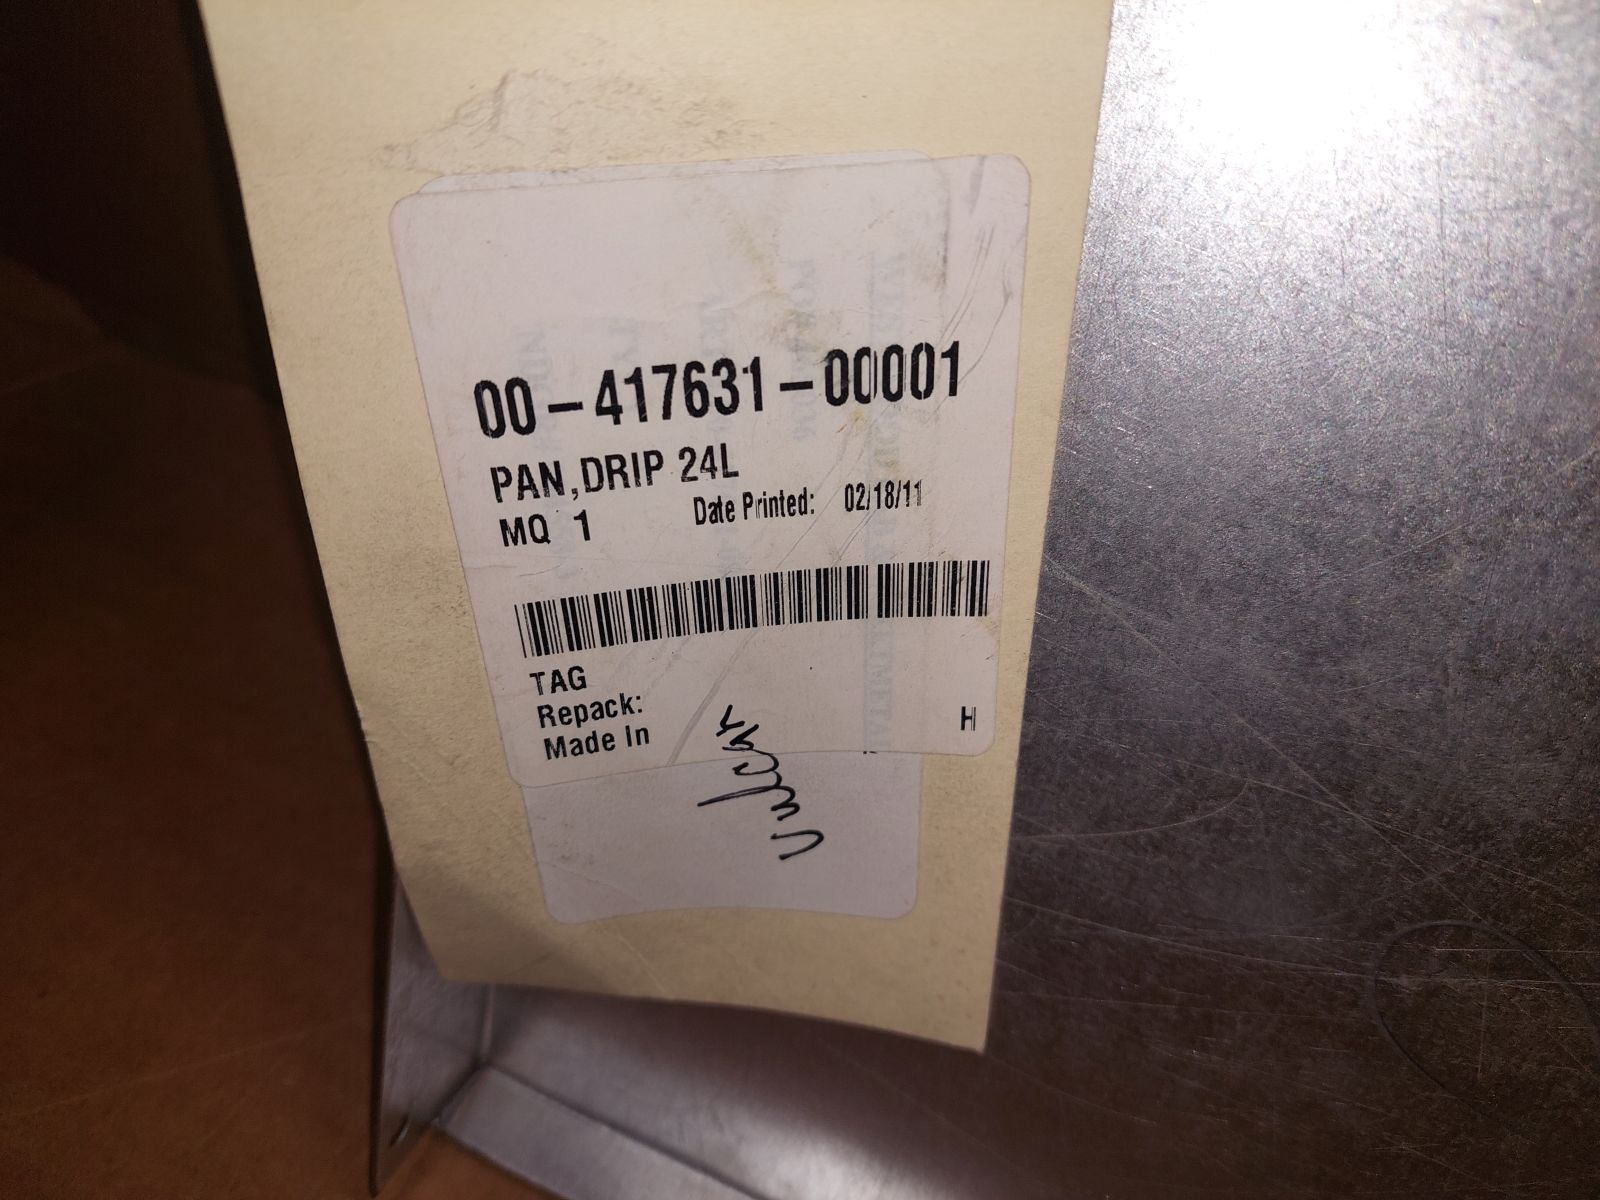 00-417631-00001
PAN,DRIP 24L
MQ 1 Date Printed: 02/18/11
TAG
Repack:
Made In H
Vulcan